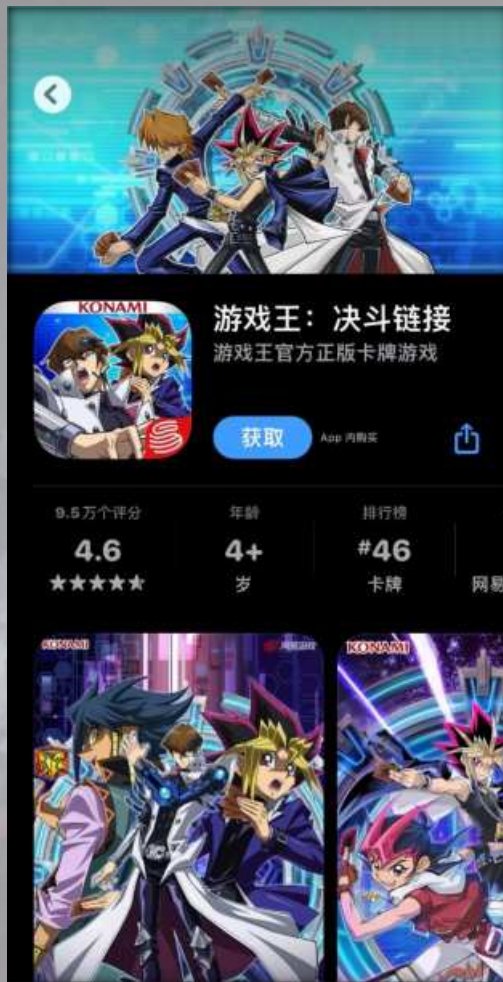 KONAMI
游戏王：决斗链接
游戏王官方正版卡牌游戏
获取
App 内购买
9.5万个评分
年龄
排行榜
4.6
4+
#46
岁
卡牌
网易
KONAMI
KONAMI